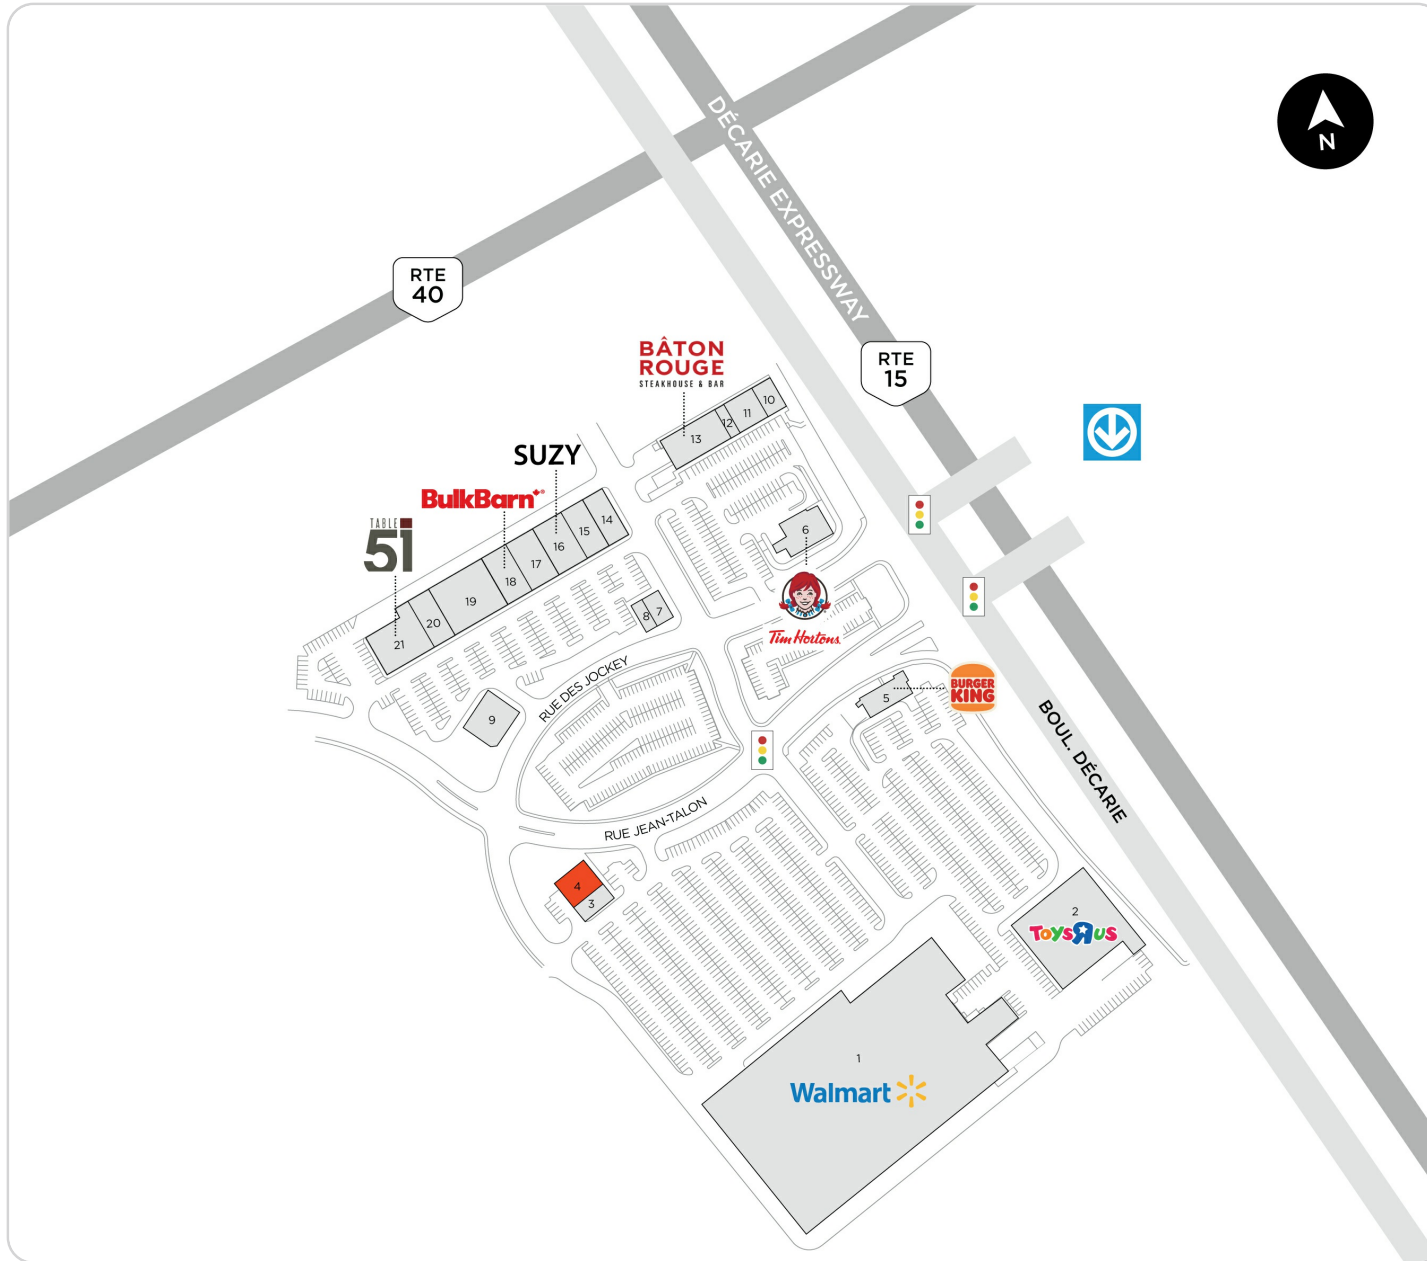 DÉCARIE EXPRESSWAY
N
RTE
40
RTE
15
BÂTON
ROUGE
STEAKHOUSE & BAR
10
11
12
13
SUZY
BulkBarn
TABLE
51
14
15
16
17
18
19
20
21
6
Tim Hortons
8
7
RUE DES JOCKEY
9
5
BURGER
KING
BOUL. DÉCARIE
RUE JEAN-TALON
4
3
2
ToysRus
1
Walmart